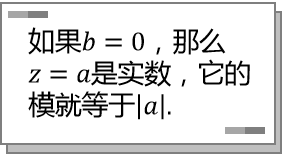 如果b = 0，那么
z = a是实数，它的
模就等于|a|.